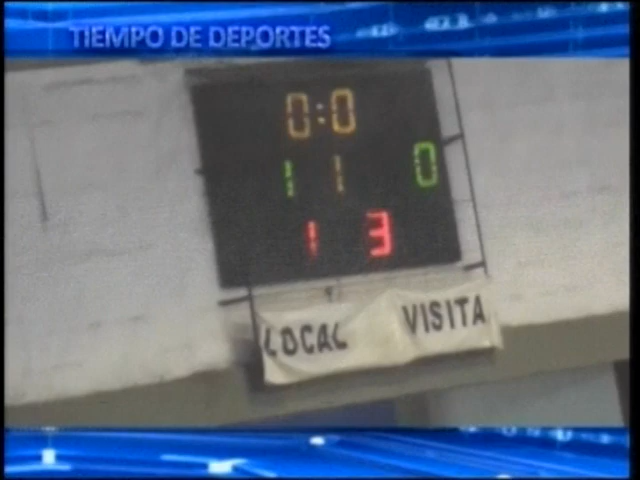 TIEMPO DE DEPORTES
0:0
1 1 0
1 3
LOCAL VISITA